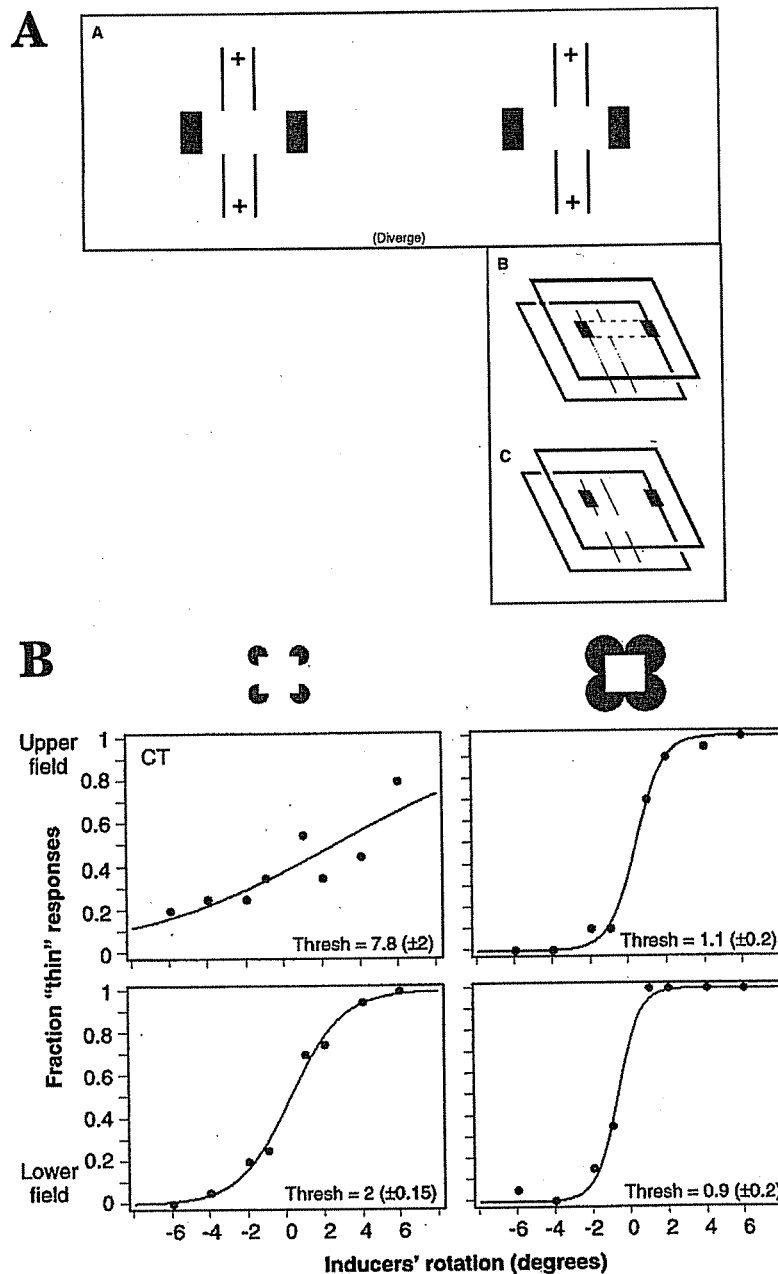 A
A
+ +
+ +
(Diverge)
B
C
B
Upper field
CT
1
0.8
0.6
0.4
0.2
0
Thresh = 7.8 (±2)
Thresh = 1.1 (±0.2)
Fraction "thin" responses
1
0.8
0.6
0.4
0.2
0
Lower field
Thresh = 2 (±0.15)
Thresh = 0.9 (±0.2)
-6 -4 -2 0 2 4 6
-6 -4 -2 0 2 4 6
Inducers' rotation (degrees)